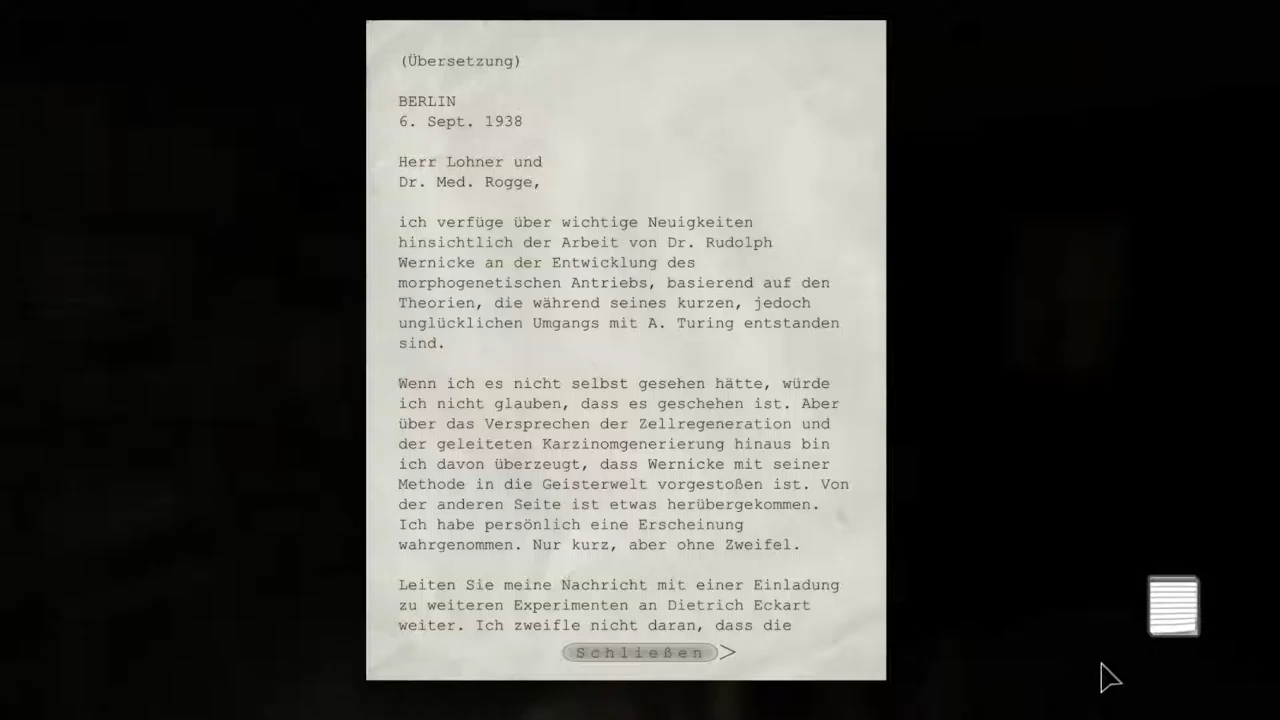 (Übersetzung)
BERLIN
6. Sept. 1938
Herr Lohner und
Dr. Med. Rogge,
ich verfüge über wichtige Neuigkeiten
hinsichtlich der Arbeit von Dr. Rudolph
Wernicke an der Entwicklung des
morphogenetischen Antriebs, basierend auf den
Theorien, die während seines kurzen, jedoch
unglücklichen Umgangs mit A. Turing entstanden
sind.
Wenn ich es nicht selbst gesehen hätte, würde
ich nicht glauben, dass es geschehen ist. Aber
über das Versprechen der Zellregeneration und
der geleiteten Karzinomgenerierung hinaus bin
ich davon überzeugt, dass Wernicke mit seiner
Methode in die Geisterwelt vorgestoßen ist. Von
der anderen Seite ist etwas herübergekommen.
Ich habe persönlich eine Erscheinung
wahrgenommen. Nur kurz, aber ohne Zweifel.
Leiten Sie meine Nachricht mit einer Einladung
zu weiteren Experimenten an Dietrich Eckart
weiter. Ich zweifle nicht daran, dass die
Schließen >